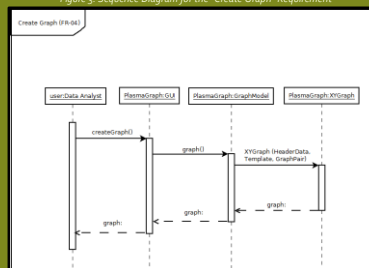 Figure 5: Sequence Diagram for the "Create Graph" Requirement
Create Graph (FR-04)
user:Data Analyst
PlasmaGraph:GUI
PlasmaGraph:GraphModel
PlasmaGraph:XYGraph
createGraph()
graph()
XYGraph (HeaderData,
Template, GraphPair)
graph:
graph:
graph: